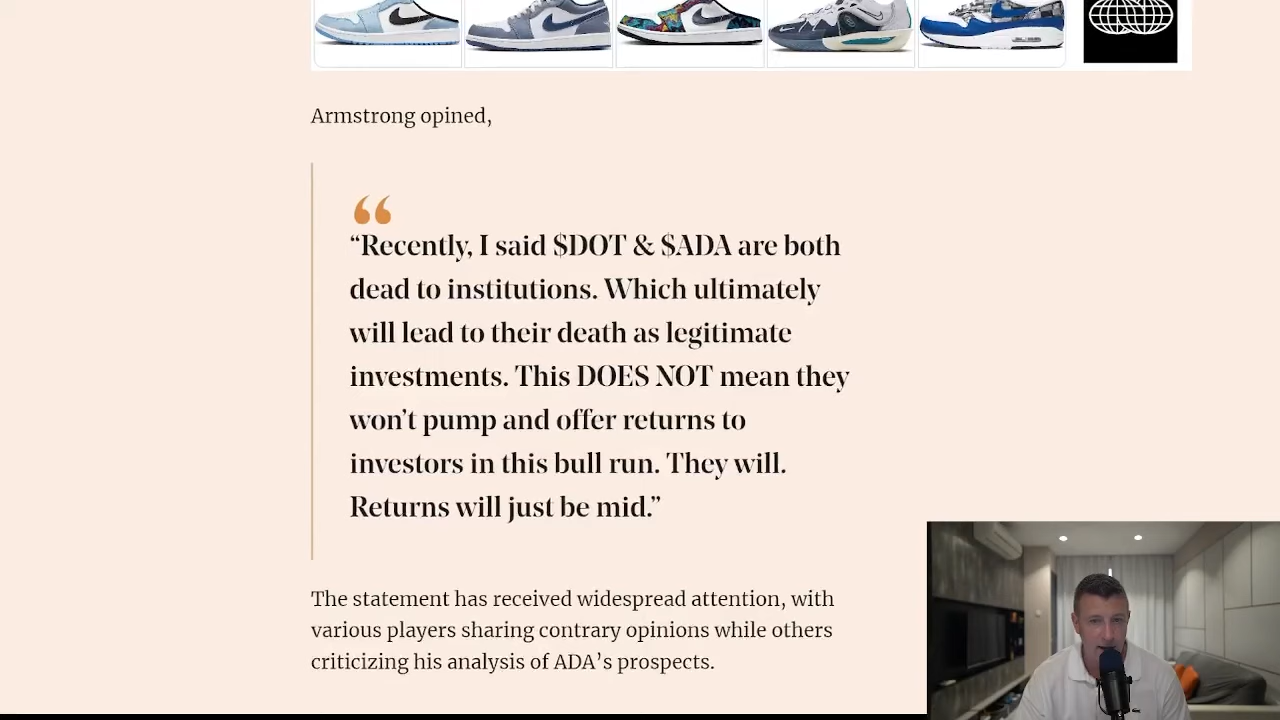 Armstrong opined,
“Recently, I said $DOT & $ADA are both
dead to institutions. Which ultimately
will lead to their death as legitimate
investments. This DOES NOT mean they
won’t pump and offer returns to
investors in this bull run. They will.
Returns will just be mid.”
The statement has received widespread attention, with
various players sharing contrary opinions while others
criticizing his analysis of ADA’s prospects.